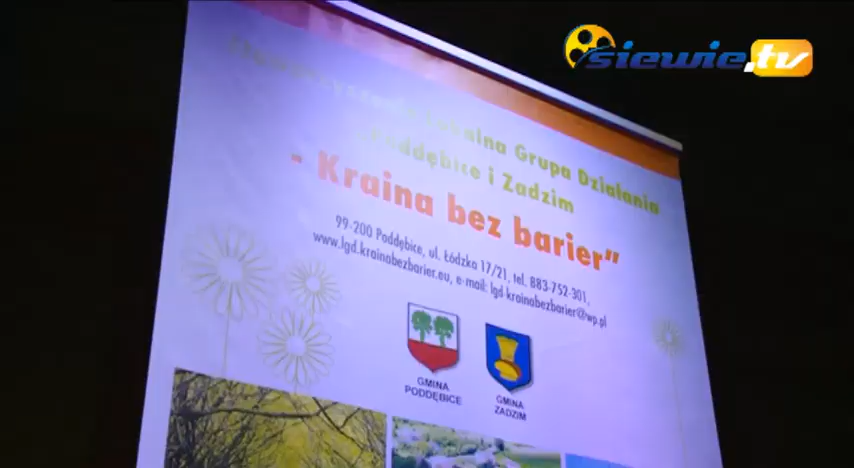 siewie.tv
Stowarzyszenie Lokalna Grupa Działania
„Poddębice i Zadzim
- Kraina bez barier”
99-200 Poddębice, ul. Łódzka 17/21, tel. 883-752-301,
www.lgd.krainabezbarier.eu, e-mail: lgd-krainabezbarier@wp.pl
GMINA
PODDĘBICE
GMINA
ZADZIM